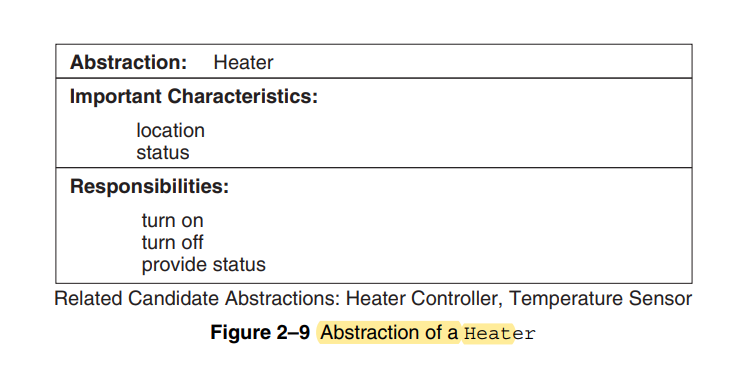 Abstraction: Heater
Important Characteristics:
location
status
Responsibilities:
turn on
turn off
provide status
Related Candidate Abstractions: Heater Controller, Temperature Sensor
Figure 2–9 Abstraction of a Heater